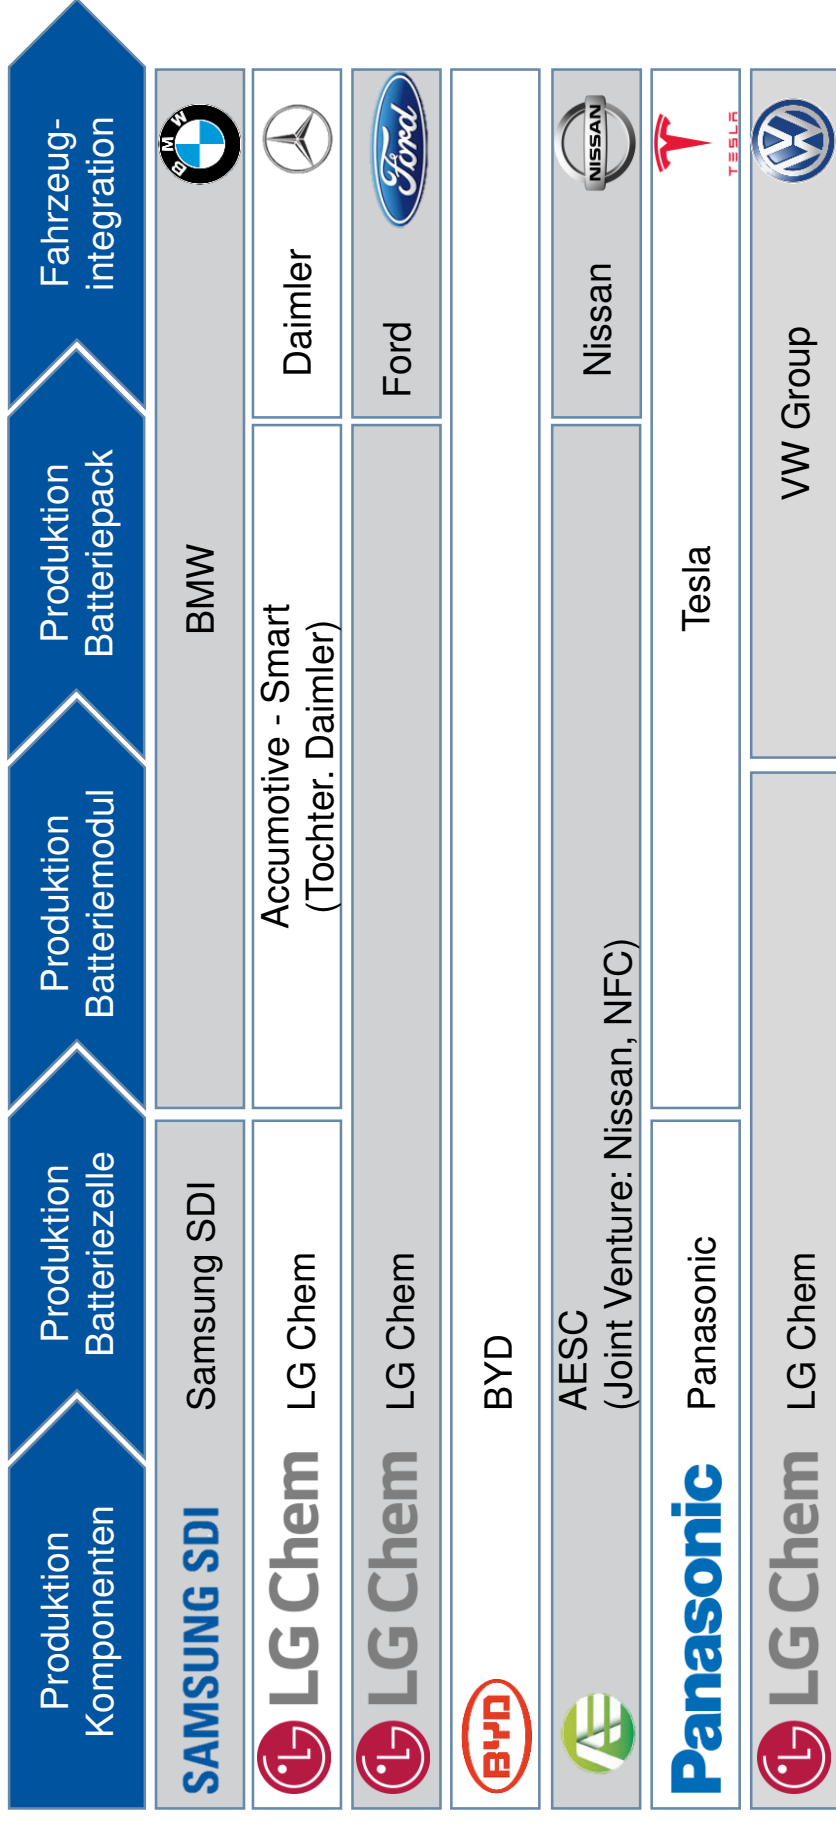 Produktion
Komponenten
Produktion
Batteriezelle
Produktion
Batteriemodul
Produktion
Batteriepack
Fahrzeug-
integration
SAMSUNG SDI
Samsung SDI
BMW
BMW
LG Chem
LG Chem
Accumotive - Smart
(Tochter. Daimler)
Daimler
LG Chem
LG Chem
Ford
Ford
BYD
BYD
AE
AESC
(Joint Venture: Nissan, NFC)
Nissan
NISSAN
Panasonic
Panasonic
Tesla
TESLA
LG Chem
LG Chem
VW Group